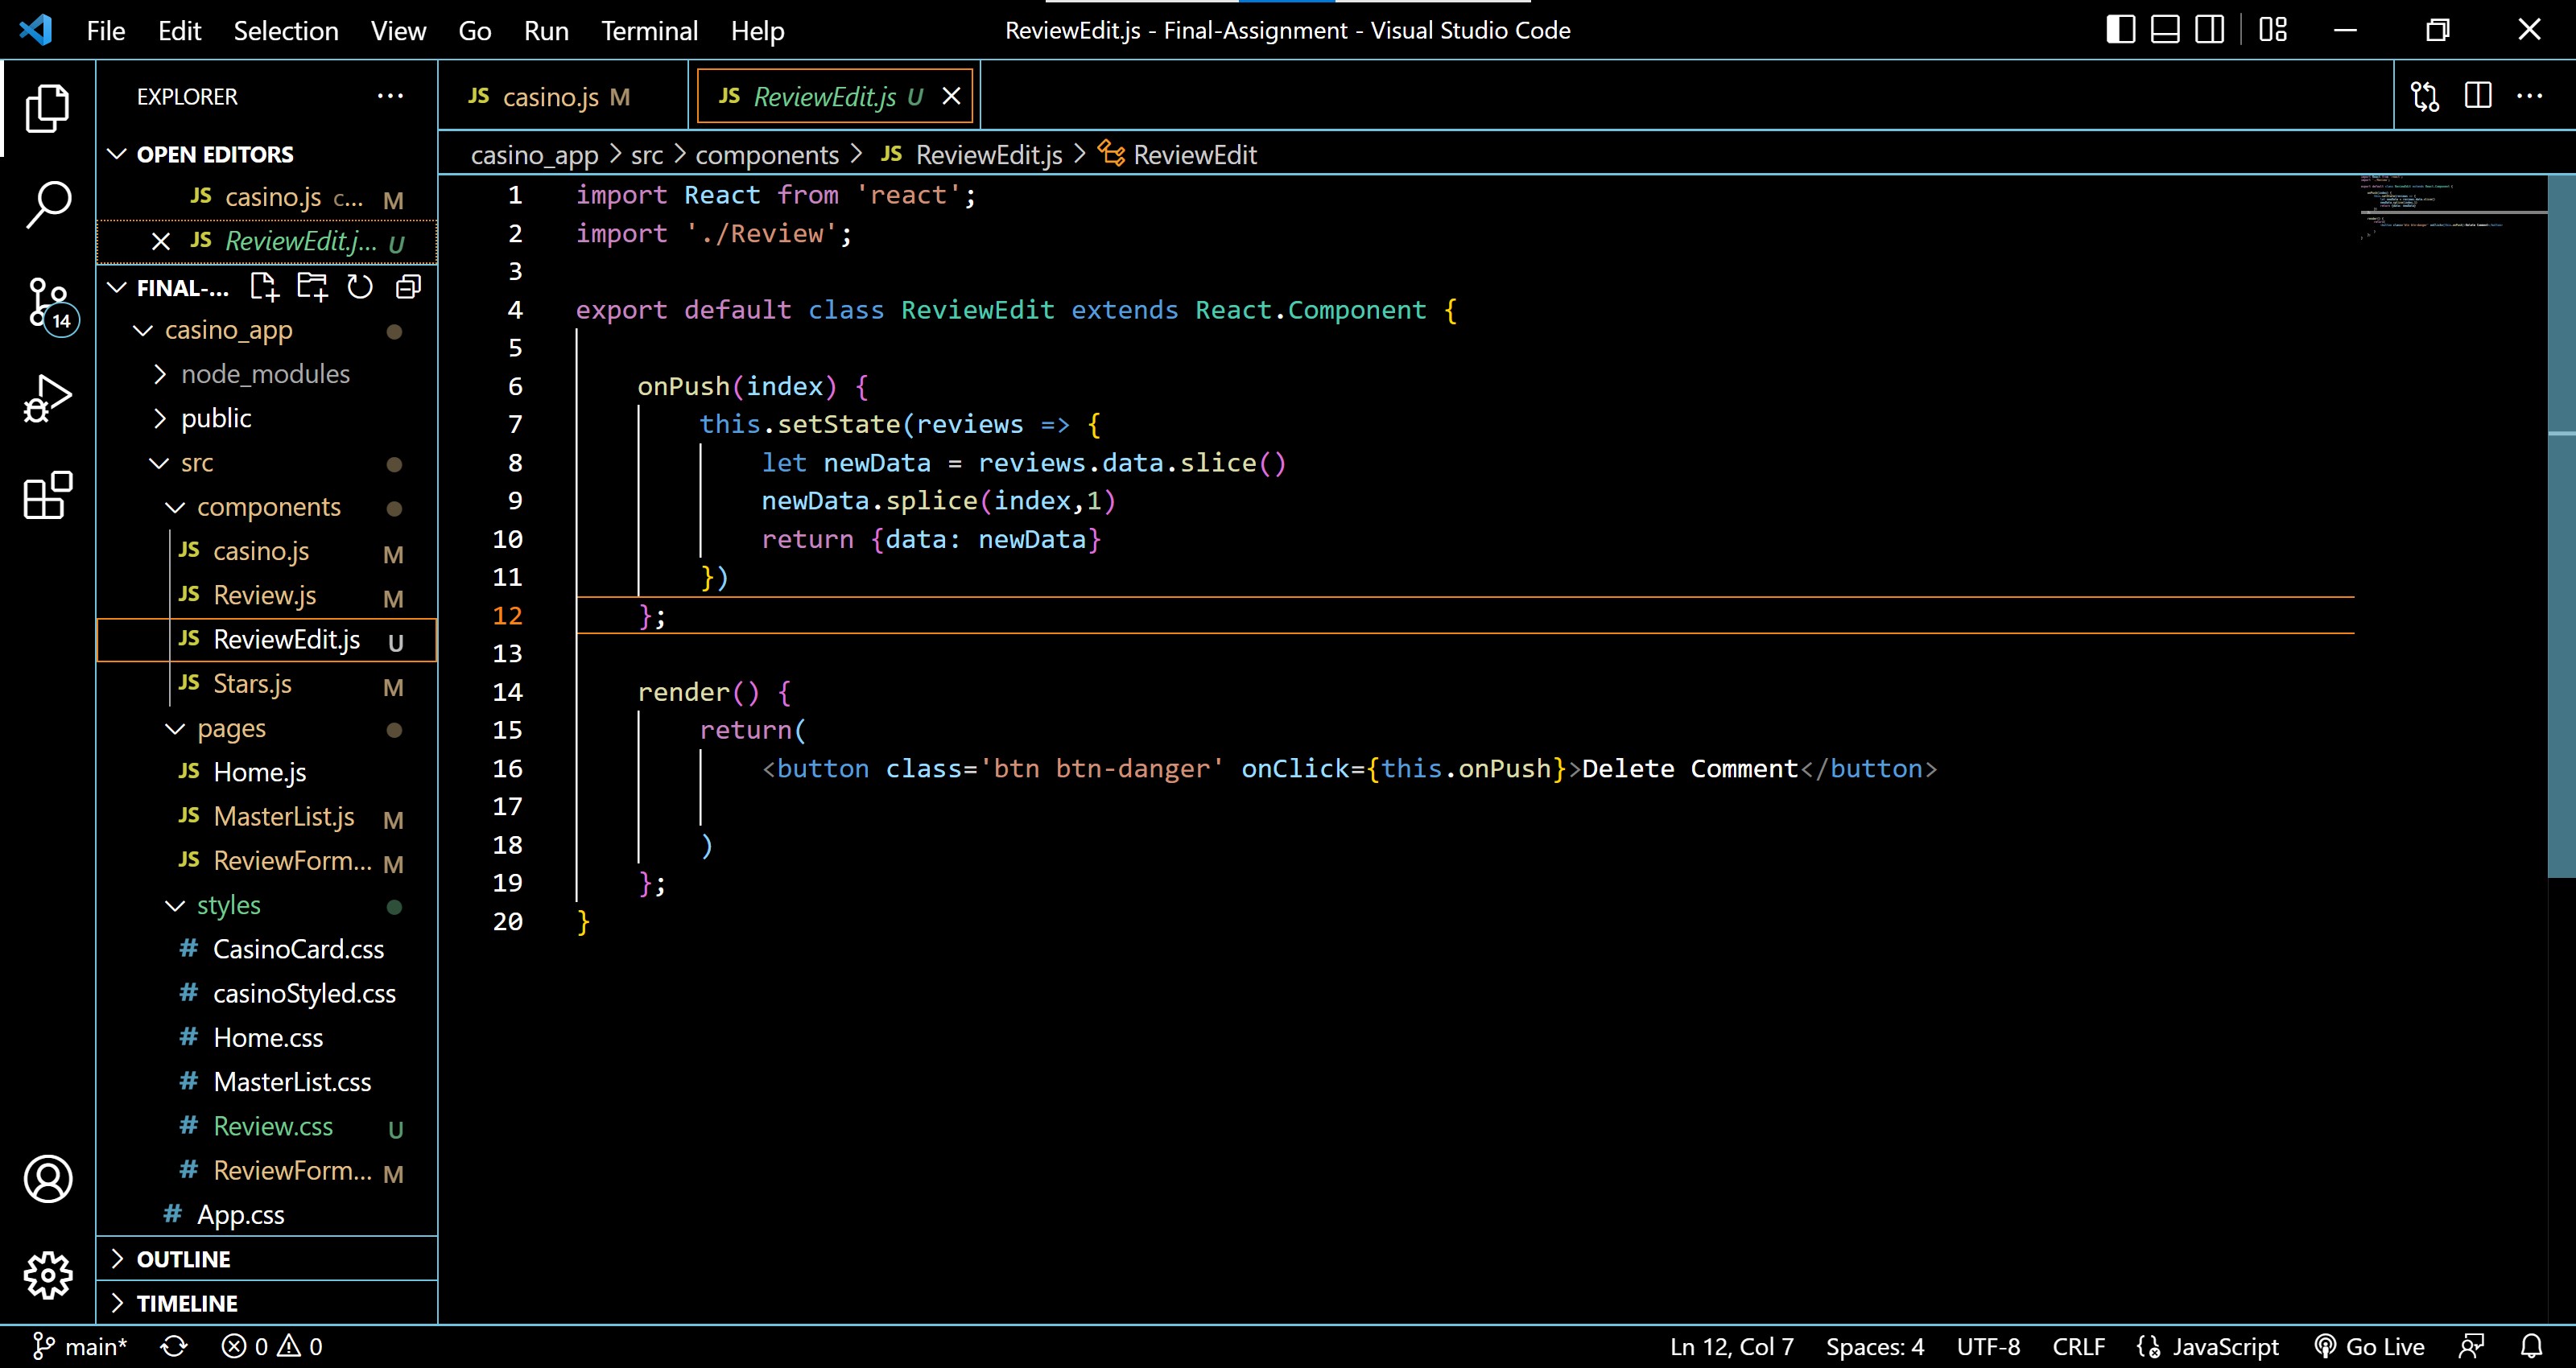 File Edit Selection View Go Run Terminal Help
ReviewEdit.js - Final-Assignment - Visual Studio Code
EXPLORER
OPEN EDITORS
JS casino.js c... M
JS ReviewEdit.j... U
FINAL-...
casino_app
node_modules
public
src
components
JS casino.js M
JS Review.js M
JS ReviewEdit.js U
JS Stars.js M
pages
JS Home.js
JS MasterList.js M
JS ReviewForm... M
styles
# CasinoCard.css
# casinoStyled.css
# Home.css
# MasterList.css
# Review.css U
# ReviewForm... M
# App.css
OUTLINE
TIMELINE
14
JS casino.js M
JS ReviewEdit.js U
casino_app > src > components > JS ReviewEdit.js > ReviewEdit
1 import React from 'react';
2 import './Review';
3
4 export default class ReviewEdit extends React.Component {
5
6 onPush(index) {
7 this.setState(reviews => {
8 let newData = reviews.data.slice()
9 newData.splice(index,1)
10 return {data: newData}
11 })
12 };
13
14 render() {
15 return(
16 <button class='btn btn-danger' onClick={this.onPush}>Delete Comment</button>
17
18 )
19 };
20 }
main* 0 0
Ln 12, Col 7 Spaces: 4 UTF-8 CRLF JavaScript Go Live